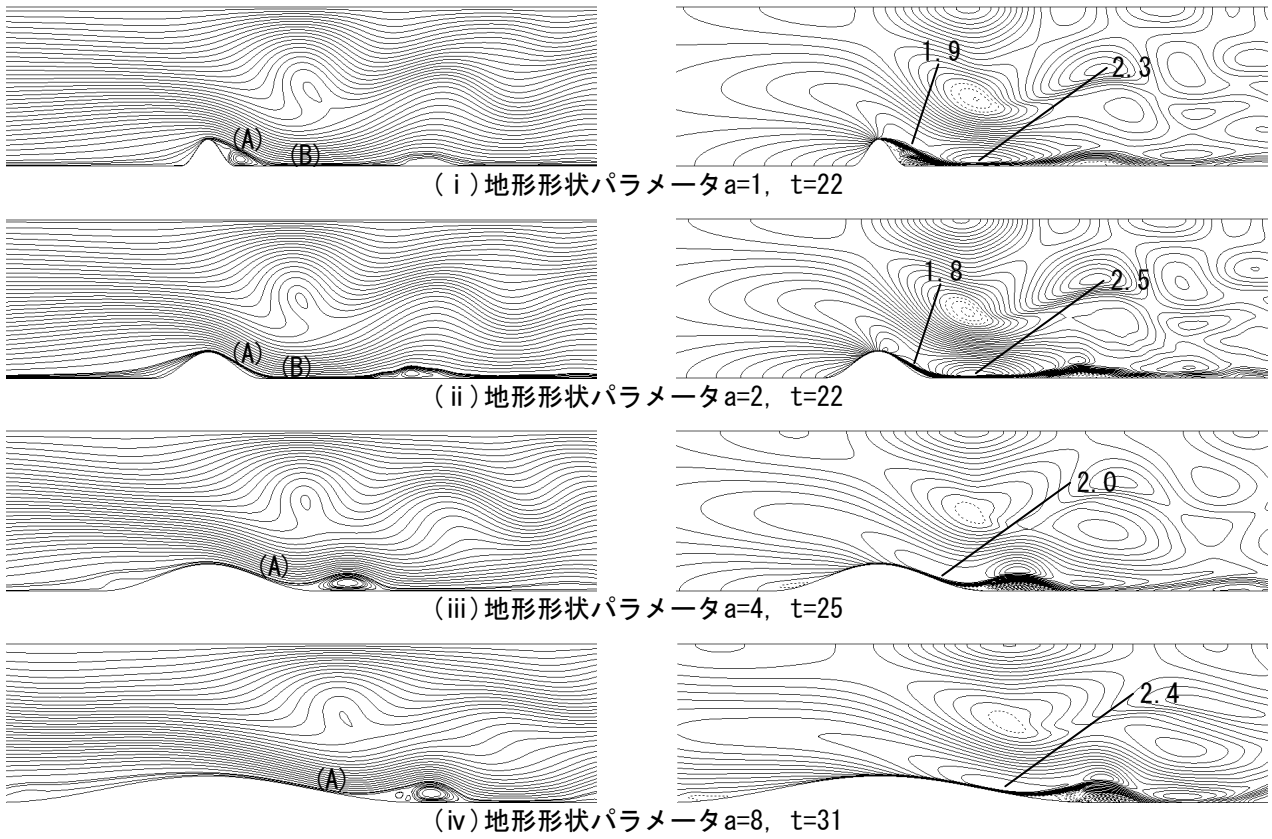 (A)
(B)
1.9
2.3
(ⅰ)地形形状パラメータa=1, t=22
(A)
(B)
1.8
2.5
(ⅱ)地形形状パラメータa=2, t=22
(A)
2.0
(ⅲ)地形形状パラメータa=4, t=25
(A)
2.4
(ⅳ)地形形状パラメータa=8, t=31